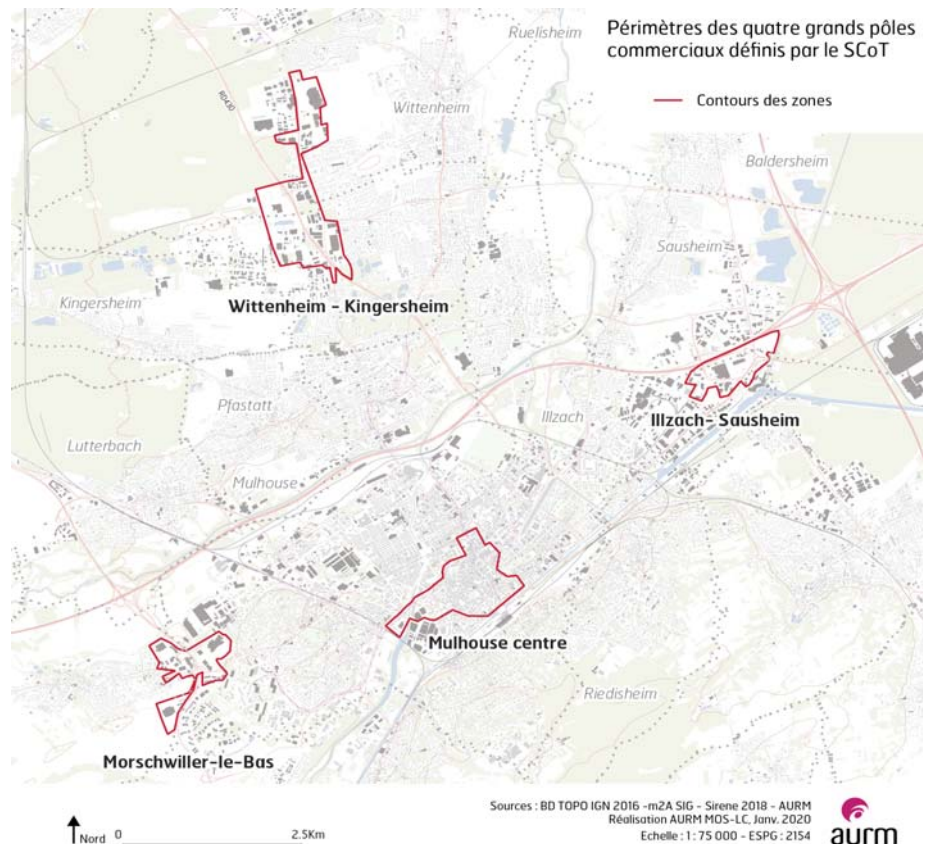 Périmètres des quatre grands pôles
commerciaux définis par le SCoT
Contours des zones
Ruelisheim
RD430
Wittenheim
Baldersheim
Sausheim
Kingersheim
Wittenheim - Kingersheim
Pfastatt
Illzach
Illzach- Sausheim
Lutterbach
Mulhouse
Mulhouse centre
Riedisheim
Morschwiller-le-Bas
Nord 0 2.5Km
Sources : BD TOPO IGN 2016 -m2A SIG - Sirene 2018 - AURM
Réalisation AURM MOS-LC, Janv. 2020
Echelle : 1 : 75 000 - ESPG : 2154
aurm